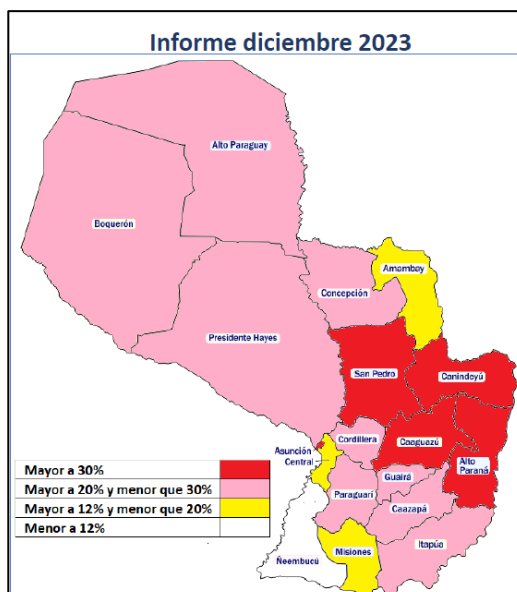 Informe diciembre 2023
Alto Paraguay
Boquerón
Amambay
Concepción
Presidente Hayes
San Pedro
Canindeyú
Cordillera
Caaguazú
Asunción
Central
Alto
Paraná
Guairá
Paraguarí
Caazapá
Itapúa
Misiones
Ñeembucú
Mayor a 30%
Mayor a 20% y menor que 30%
Mayor a 12% y menor que 20%
Menor a 12%